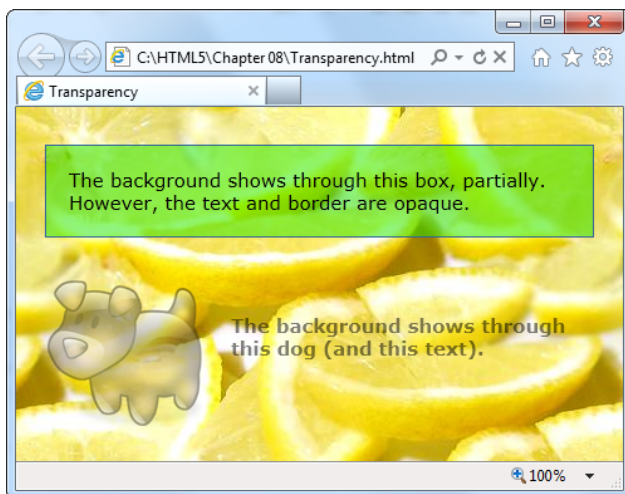 C:\HTML5\Chapter 08\Transparency.html
Transparency
The background shows through this box, partially.
However, the text and border are opaque.
The background shows through
this dog (and this text).
100%